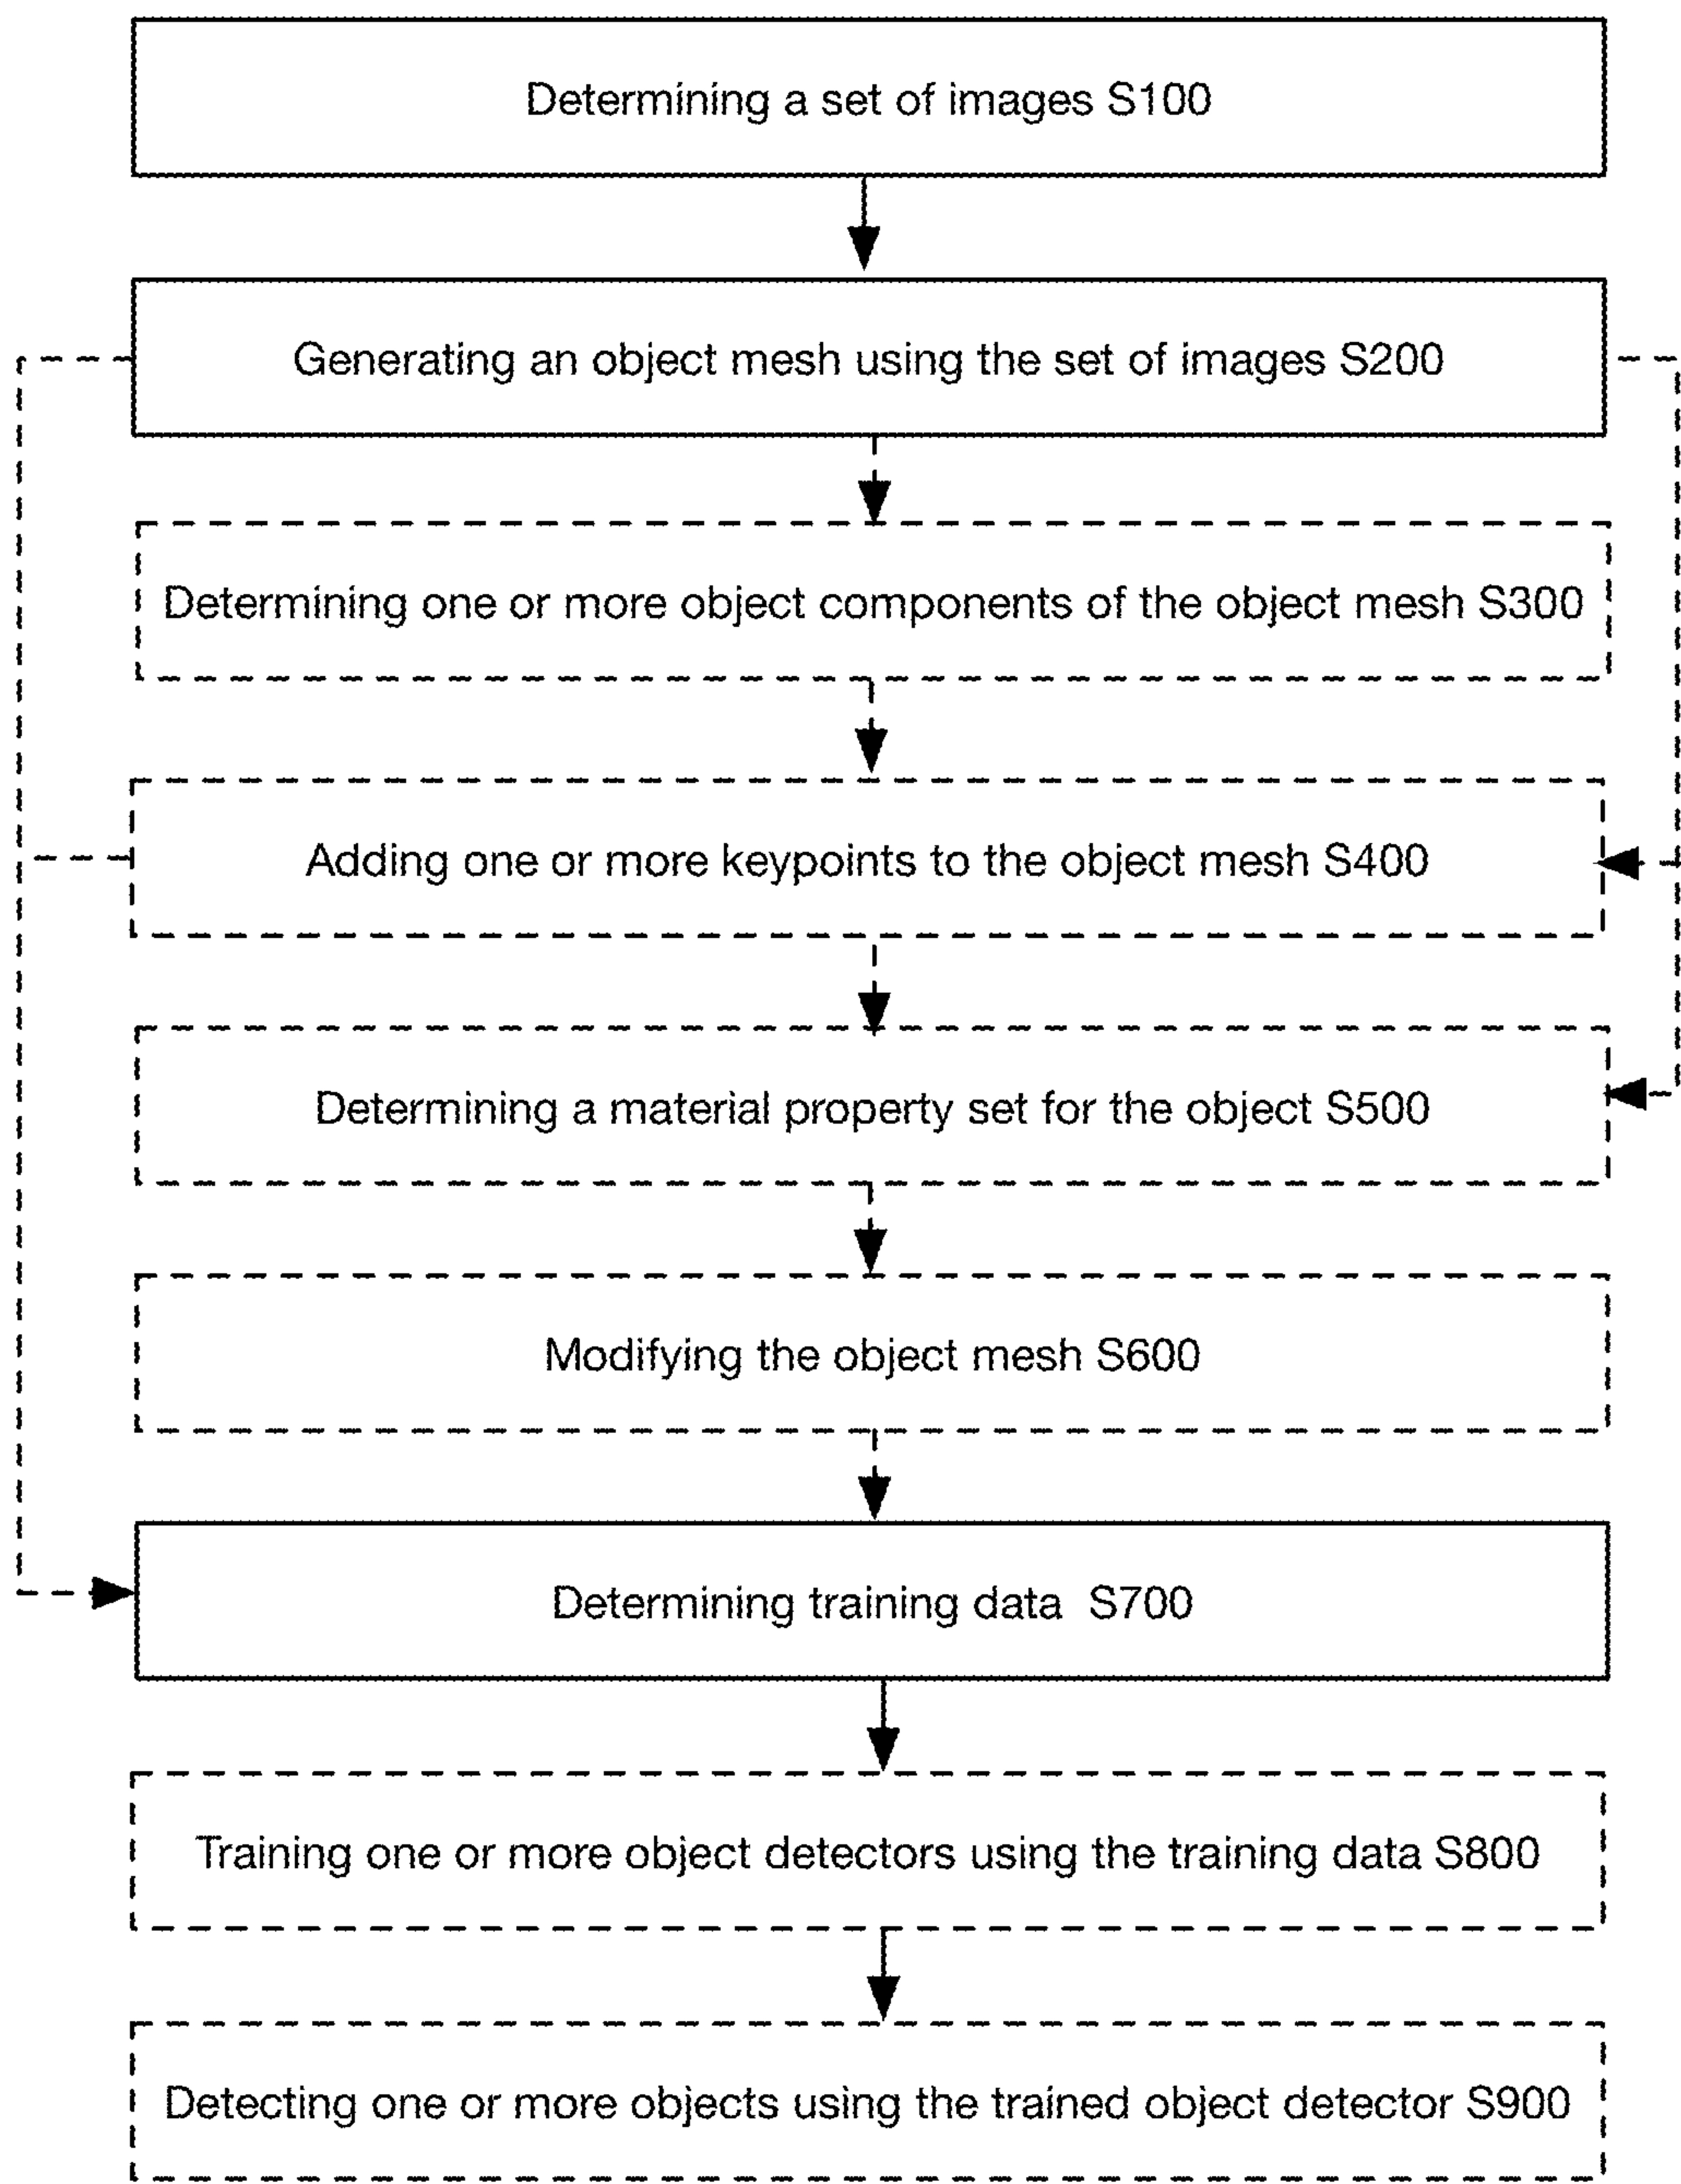 Determining a set of images S100
Generating an object mesh using the set of images S200
Determining one or more object components of the object mesh S300
Adding one or more keypoints to the object mesh S400
Determining a material property set for the object S500
Modifying the object mesh S600
Determining training data S700
Training one or more object detectors using the training data S800
Detecting one or more objects using the trained object detector S900